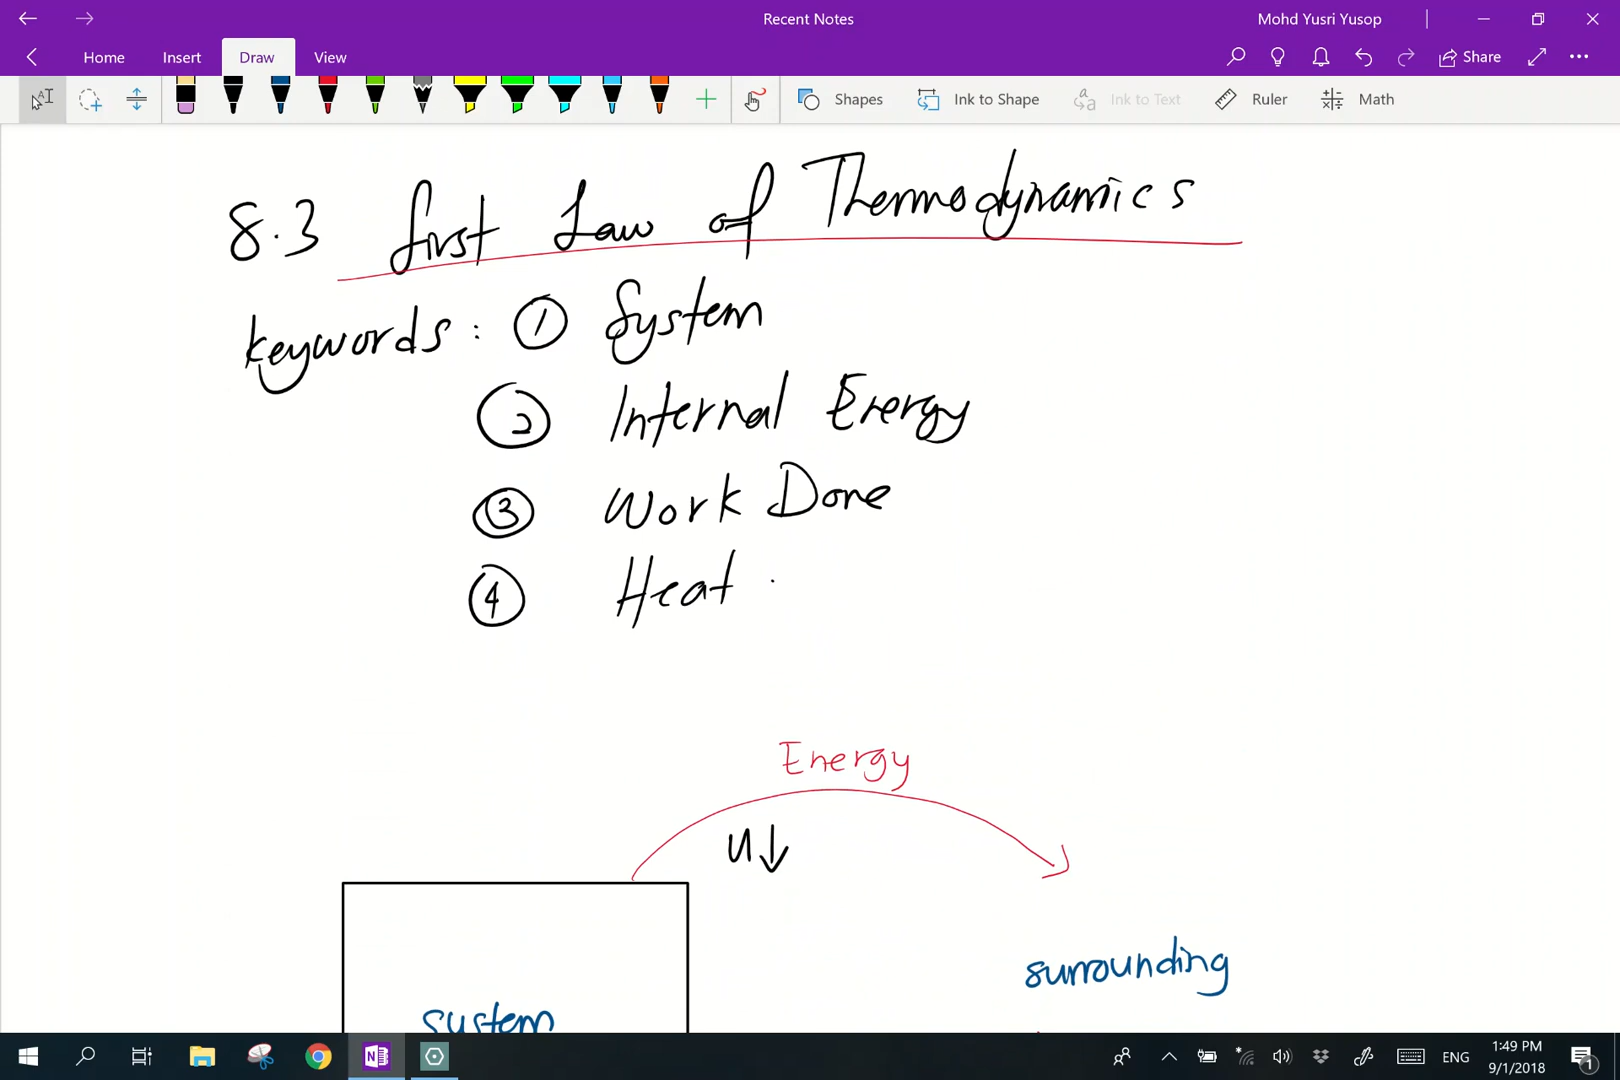 Recent Notes
Mohd Yusri Yusop
Home Insert Draw View
Share
Shapes Ink to Shape Ink to Text Ruler Math
8.3 First Law of Thermodynamics
keywords : ① System
② Internal Energy
③ Work Done
④ Heat
Energy
U↓
surrounding
system
ENG
1:49 PM
9/1/2018
1